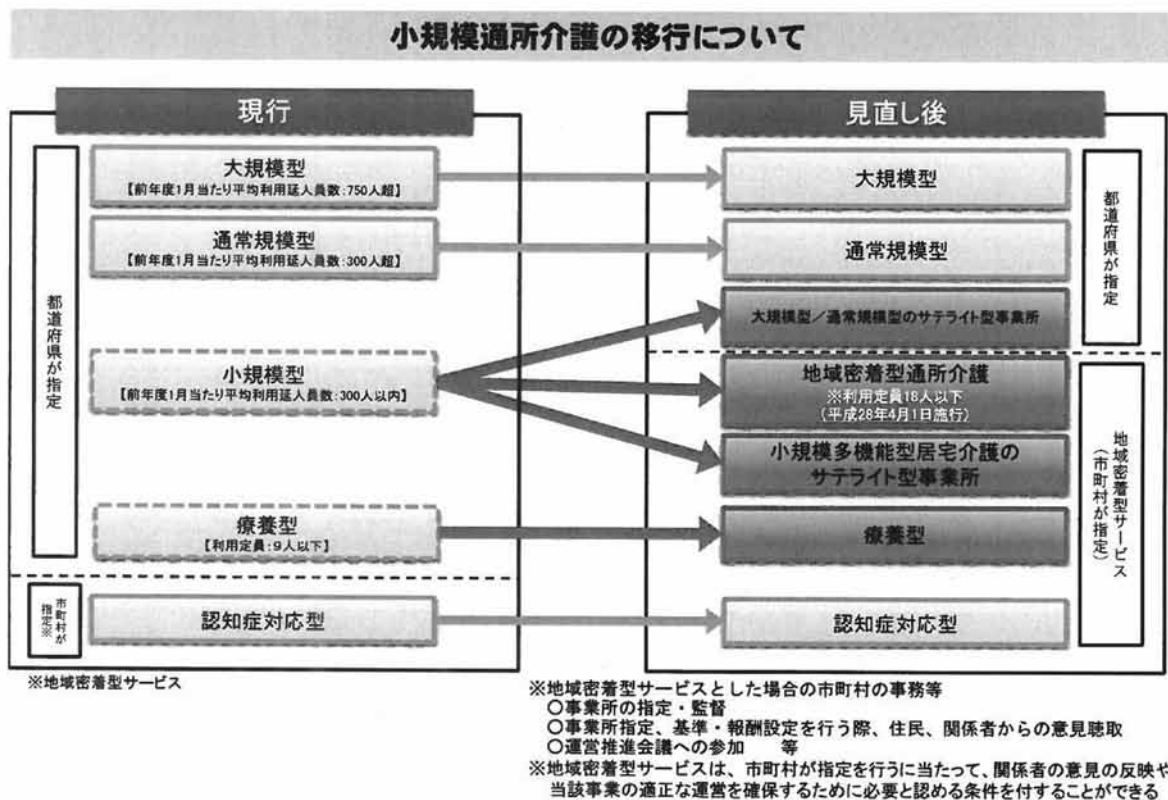 小規模通所介護の移行について
現行
都道府県が指定
大規模型
【前年度1月当たり平均利用延人員数:750人超】
通常規模型
【前年度1月当たり平均利用延人員数:300人超】
小規模型
【前年度1月当たり平均利用延人員数:300人以内】
療養型
【利用定員:9人以下】
市町村が
指定※
認知症対応型
※地域密着型サービス
見直し後
大規模型
通常規模型
大規模型／通常規模型のサテライト型事業所
都道府県が指定
地域密着型通所介護
※利用定員18人以下
（平成28年4月1日施行）
小規模多機能型居宅介護の
サテライト型事業所
療養型
認知症対応型
地域密着型サービス
（市町村が指定）
※地域密着型サービスとした場合の市町村の事務等
○事業所の指定・監督
○事業所指定、基準・報酬設定を行う際、住民、関係者からの意見聴取
○運営推進会議への参加　等
※地域密着型サービスは、市町村が指定を行うに当たって、関係者の意見の反映や
当該事業の適正な運営を確保するために必要と認める条件を付することができる